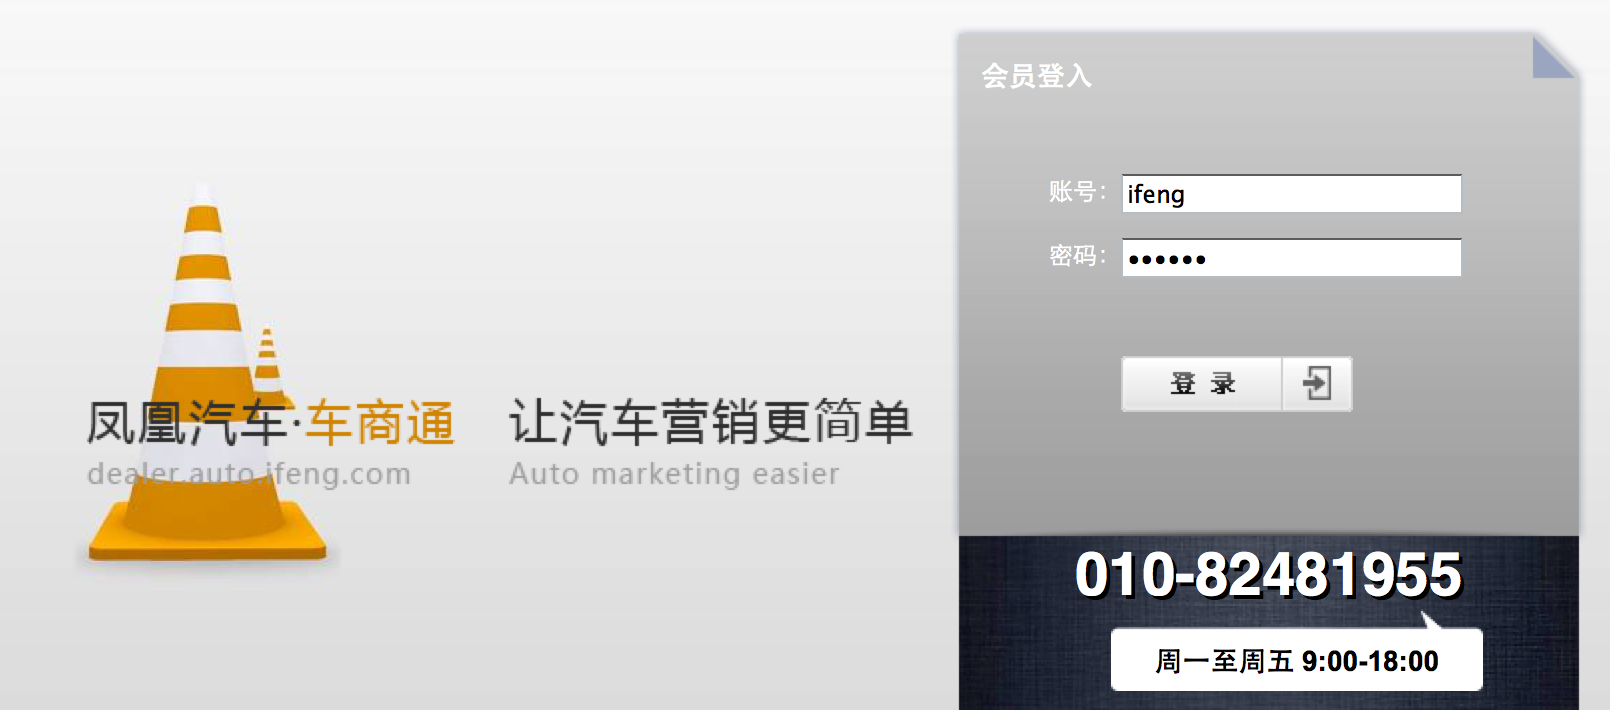 凤凰汽车·车商通 让汽车营销更简单
dealer.auto.ifeng.com Auto marketing easier
会员登入
账号： ifeng
密码： ••••••
登 录
010-82481955
周一至周五 9:00-18:00